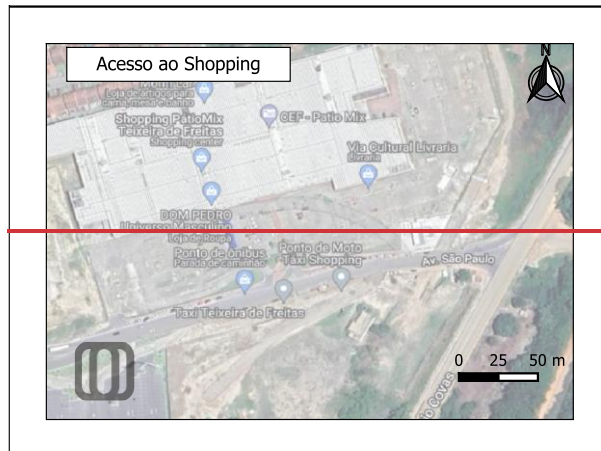 Acesso ao Shopping
N
Loja de artigos para
cama, mesa e banho
Shopping PátioMix
Teixeira de Freitas
Shopping center
CEF - Patio Mix
Via Cultural Livraria
Livraria
DOM PEDRO
Universo Masculino
Loja de Roupa
Ponto de ônibus
Parada de caminhão
Ponto de Moto
Táxi Shopping
Av. São Paulo
Taxi Teixeira de Freitas
0 25 50 m
Covas